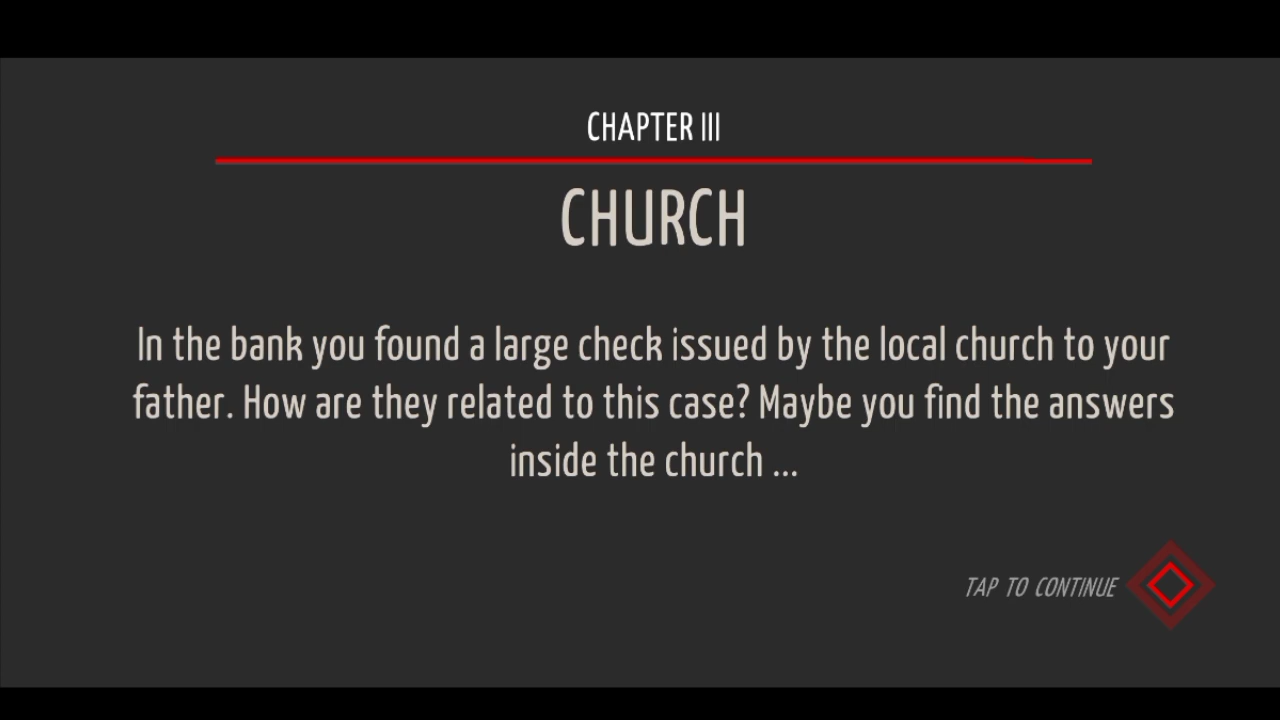 CHAPTER III
CHURCH
In the bank you found a large check issued by the local church to your
father. How are they related to this case? Maybe you find the answers
inside the church ...
TAP TO CONTINUE